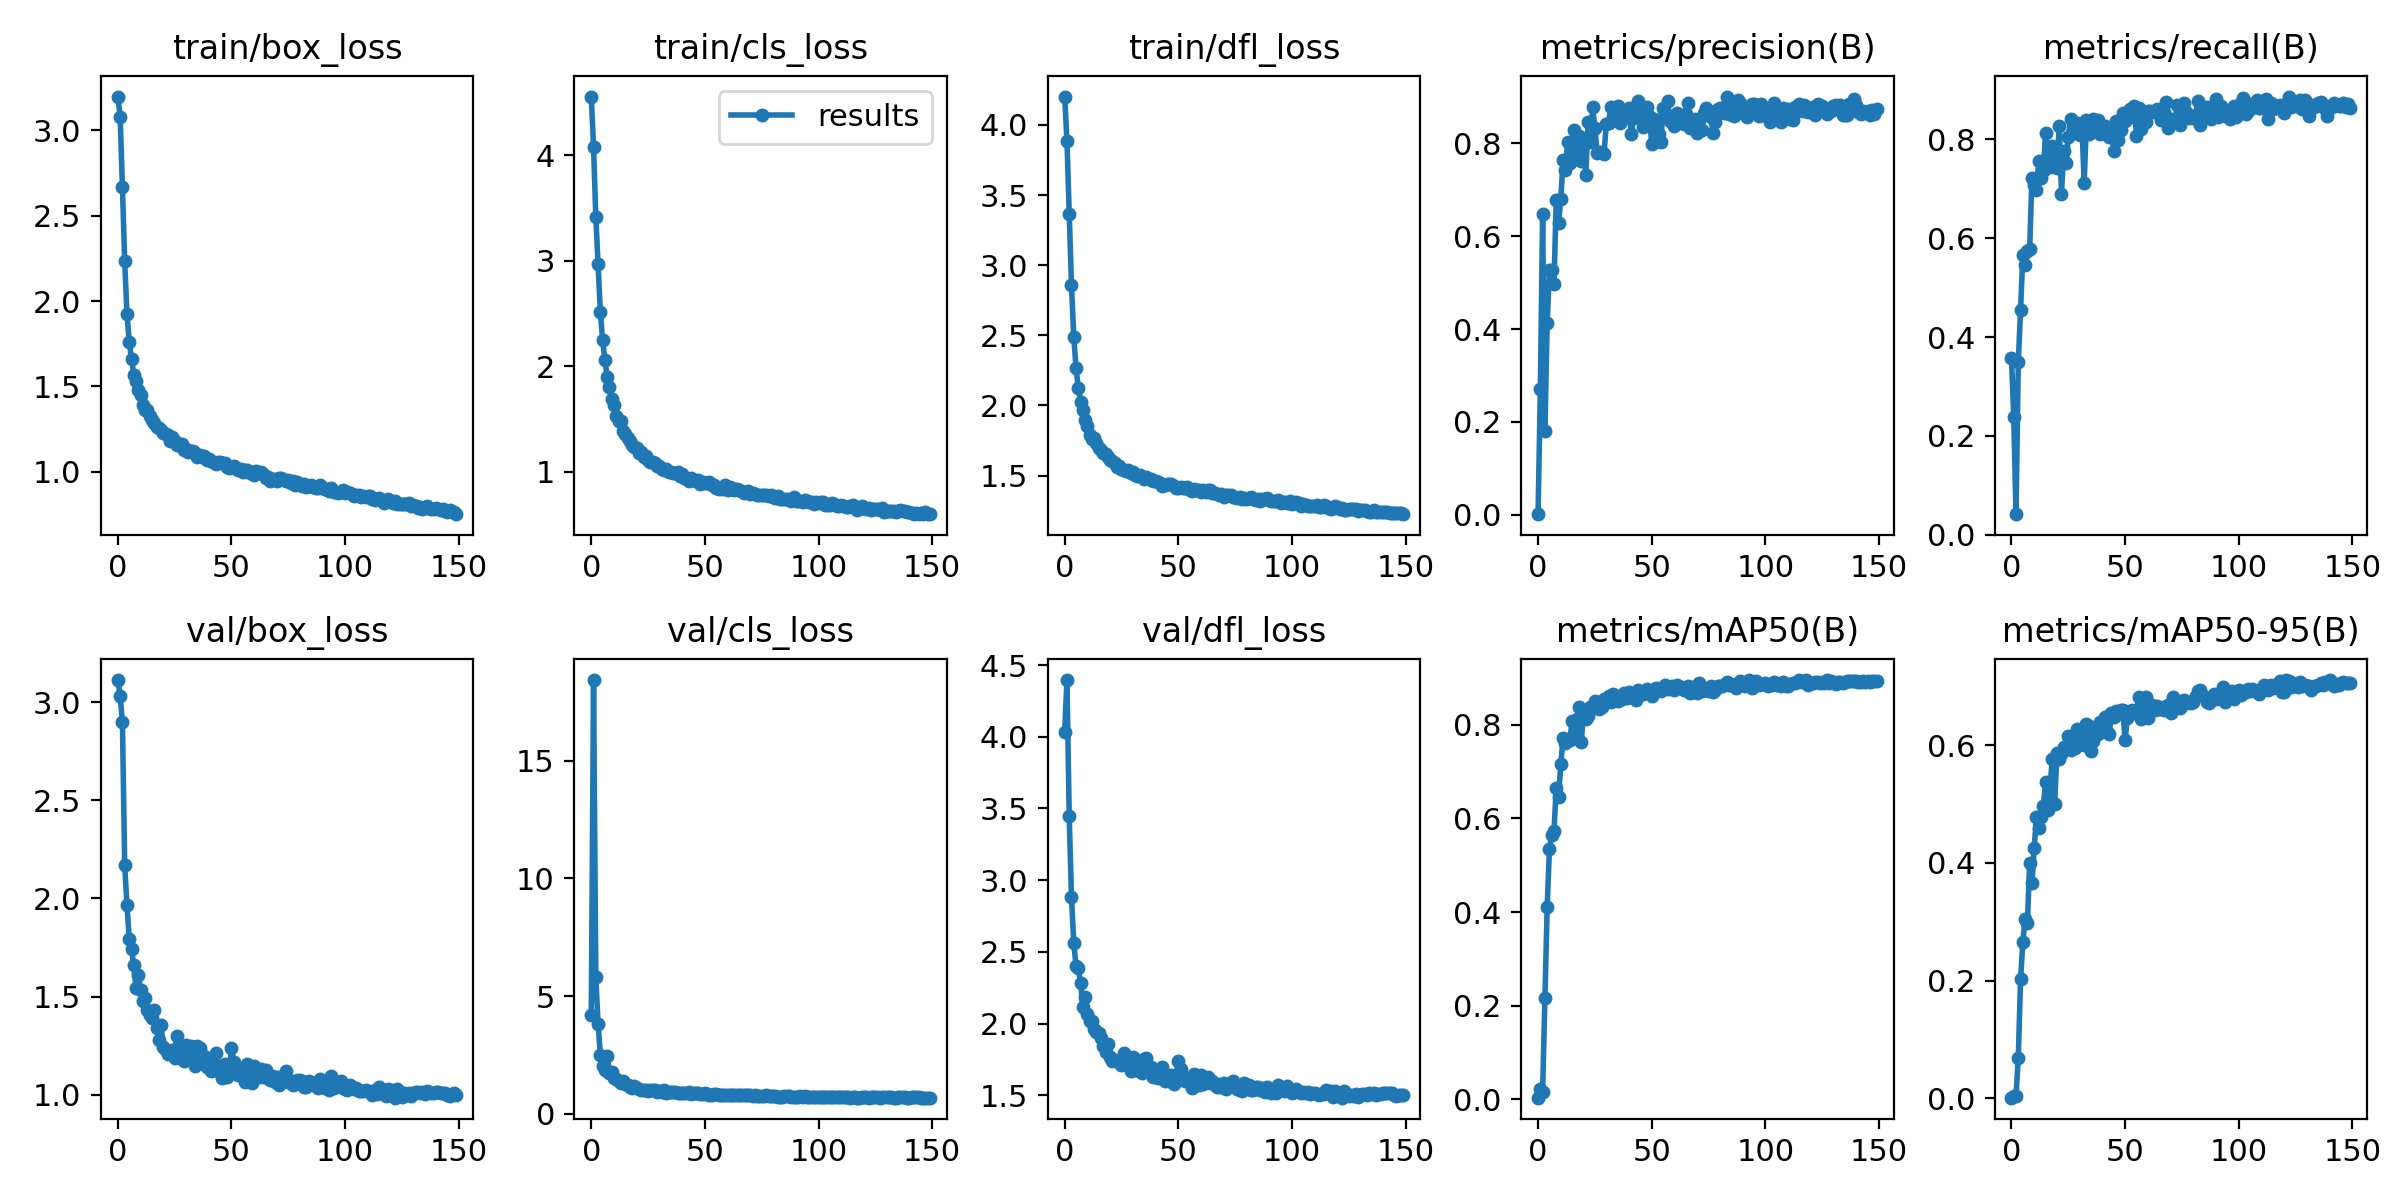 train/box_loss
3.0
2.5
2.0
1.5
1.0
0 50 100 150
train/cls_loss
results
4
3
2
1
0 50 100 150
train/dfl_loss
4.0
3.5
3.0
2.5
2.0
1.5
0 50 100 150
metrics/precision(B)
0.8
0.6
0.4
0.2
0.0
0 50 100 150
metrics/recall(B)
0.8
0.6
0.4
0.2
0.0
0 50 100 150
val/box_loss
3.0
2.5
2.0
1.5
1.0
0 50 100 150
val/cls_loss
15
10
5
0
0 50 100 150
val/dfl_loss
4.5
4.0
3.5
3.0
2.5
2.0
1.5
0 50 100 150
metrics/mAP50(B)
0.8
0.6
0.4
0.2
0.0
0 50 100 150
metrics/mAP50-95(B)
0.6
0.4
0.2
0.0
0 50 100 150